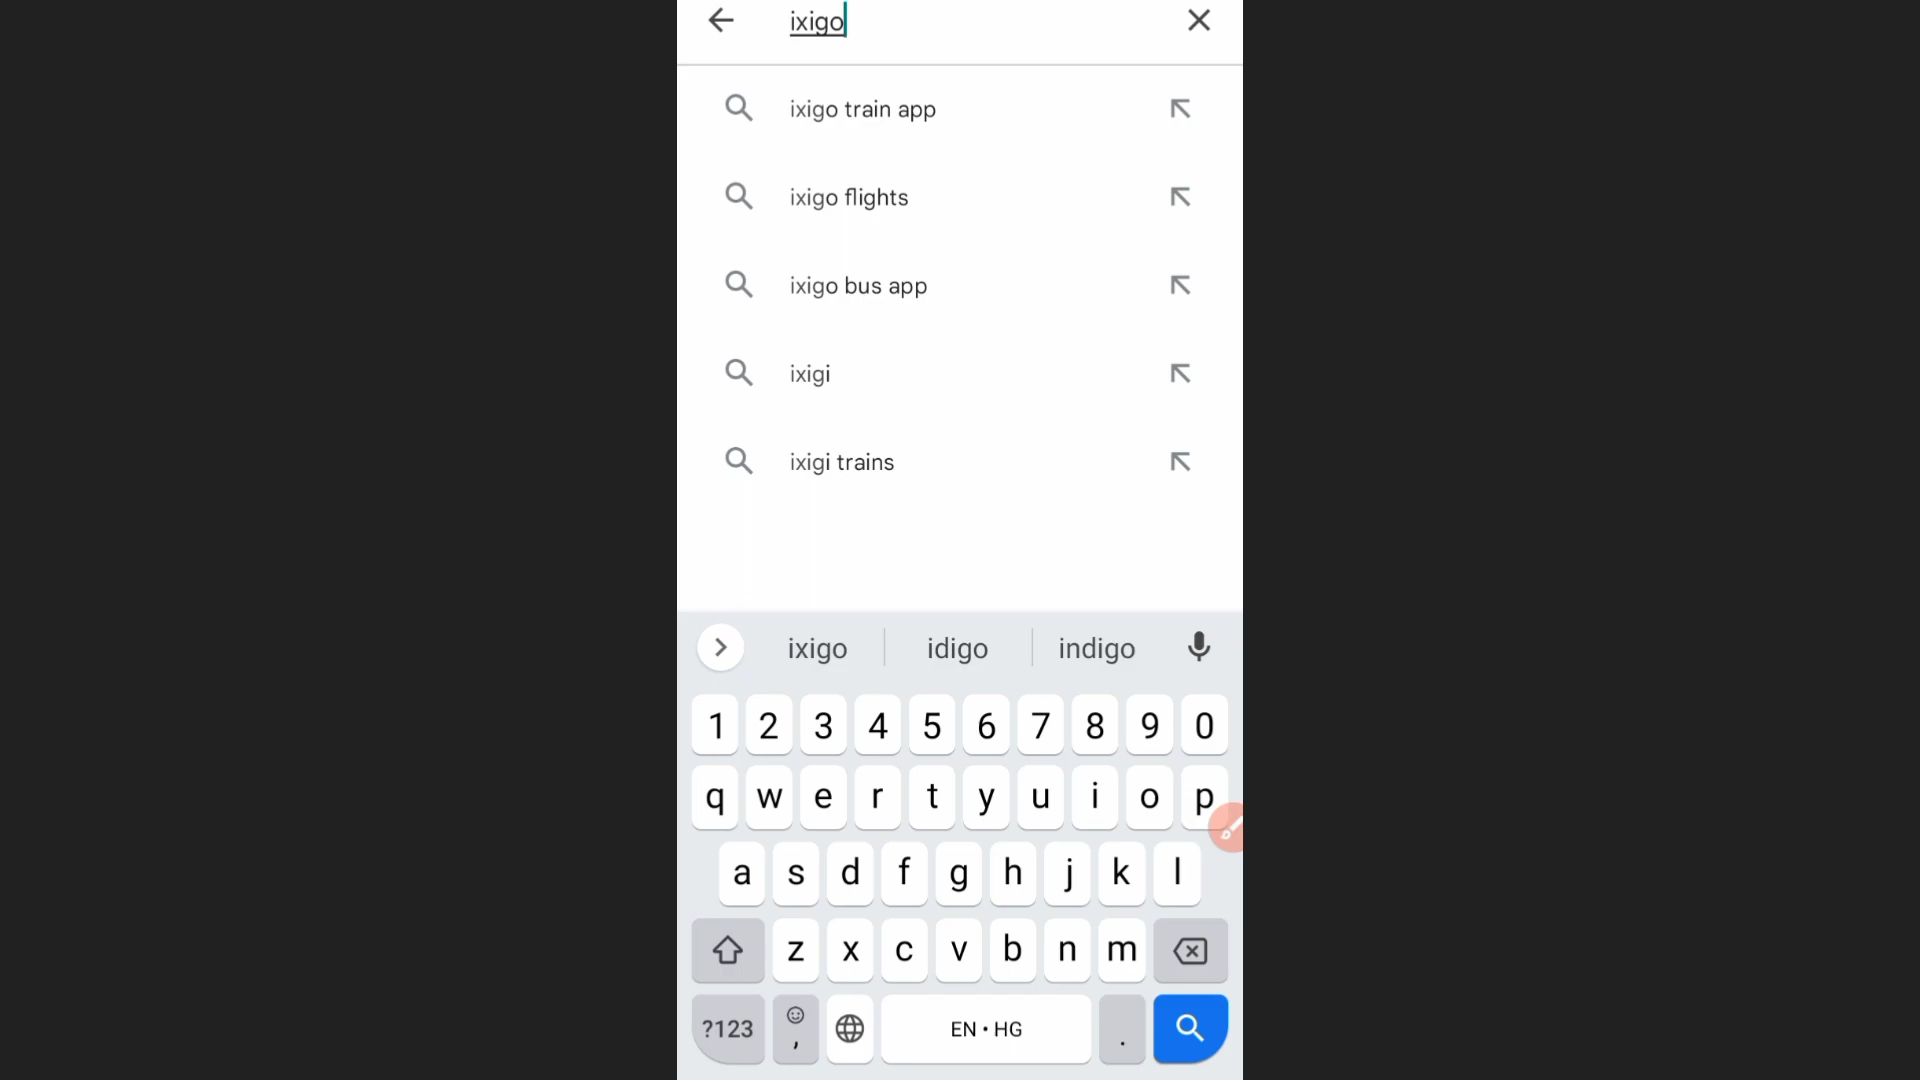 ixigo
ixigo train app
ixigo flights
ixigo bus app
ixigi
ixigi trains
ixigo idigo indigo
1 2 3 4 5 6 7 8 9 0
q w e r t y u i o p
a s d f g h j k l
z x c v b n m
?123 , EN • HG .